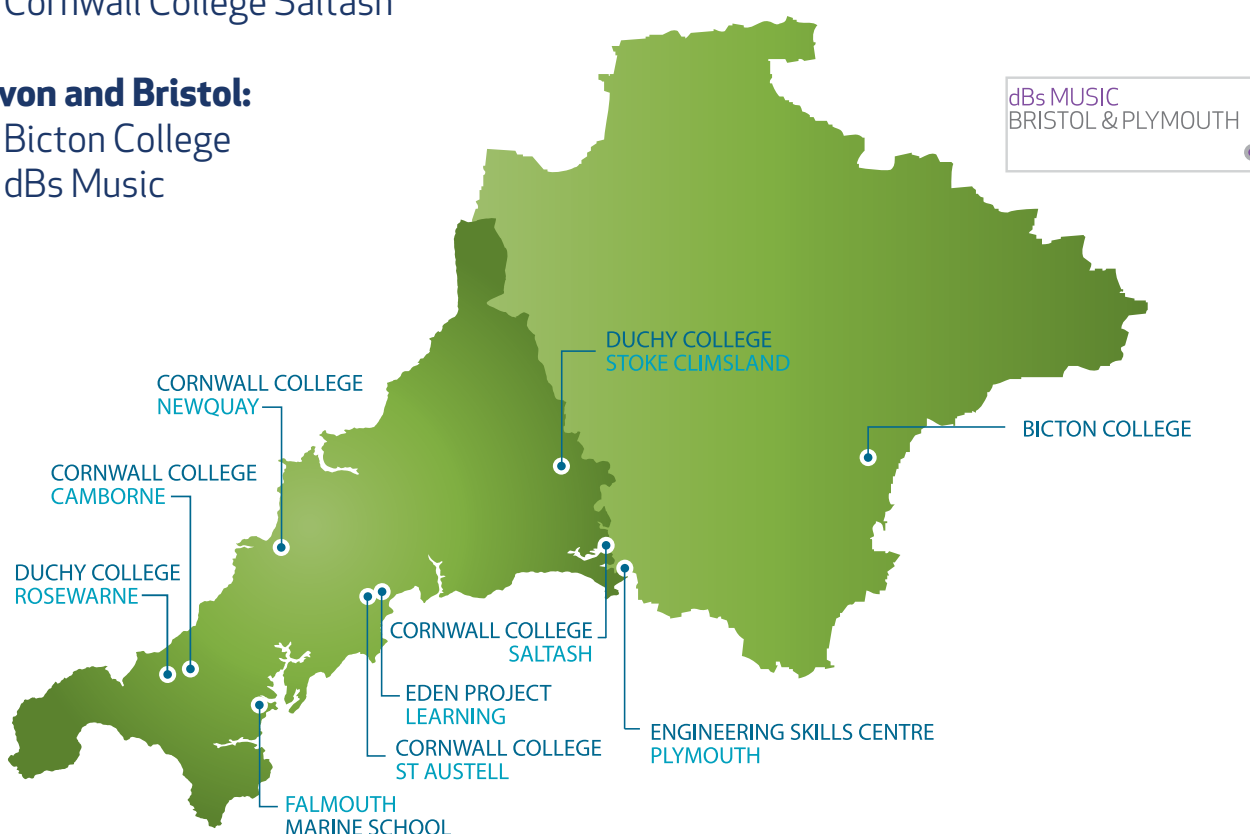 Cornwall College Saltash
von and Bristol:
Bicton College
dBs Music
dBs MUSIC
BRISTOL & PLYMOUTH
DUCHY COLLEGE
STOKE CLIMSLAND
CORNWALL COLLEGE
NEWQUAY
BICTON COLLEGE
CORNWALL COLLEGE
CAMBORNE
DUCHY COLLEGE
ROSEWARNE
CORNWALL COLLEGE
SALTASH
EDEN PROJECT
LEARNING
ENGINEERING SKILLS CENTRE
PLYMOUTH
CORNWALL COLLEGE
ST AUSTELL
FALMOUTH
MARINE SCHOOL